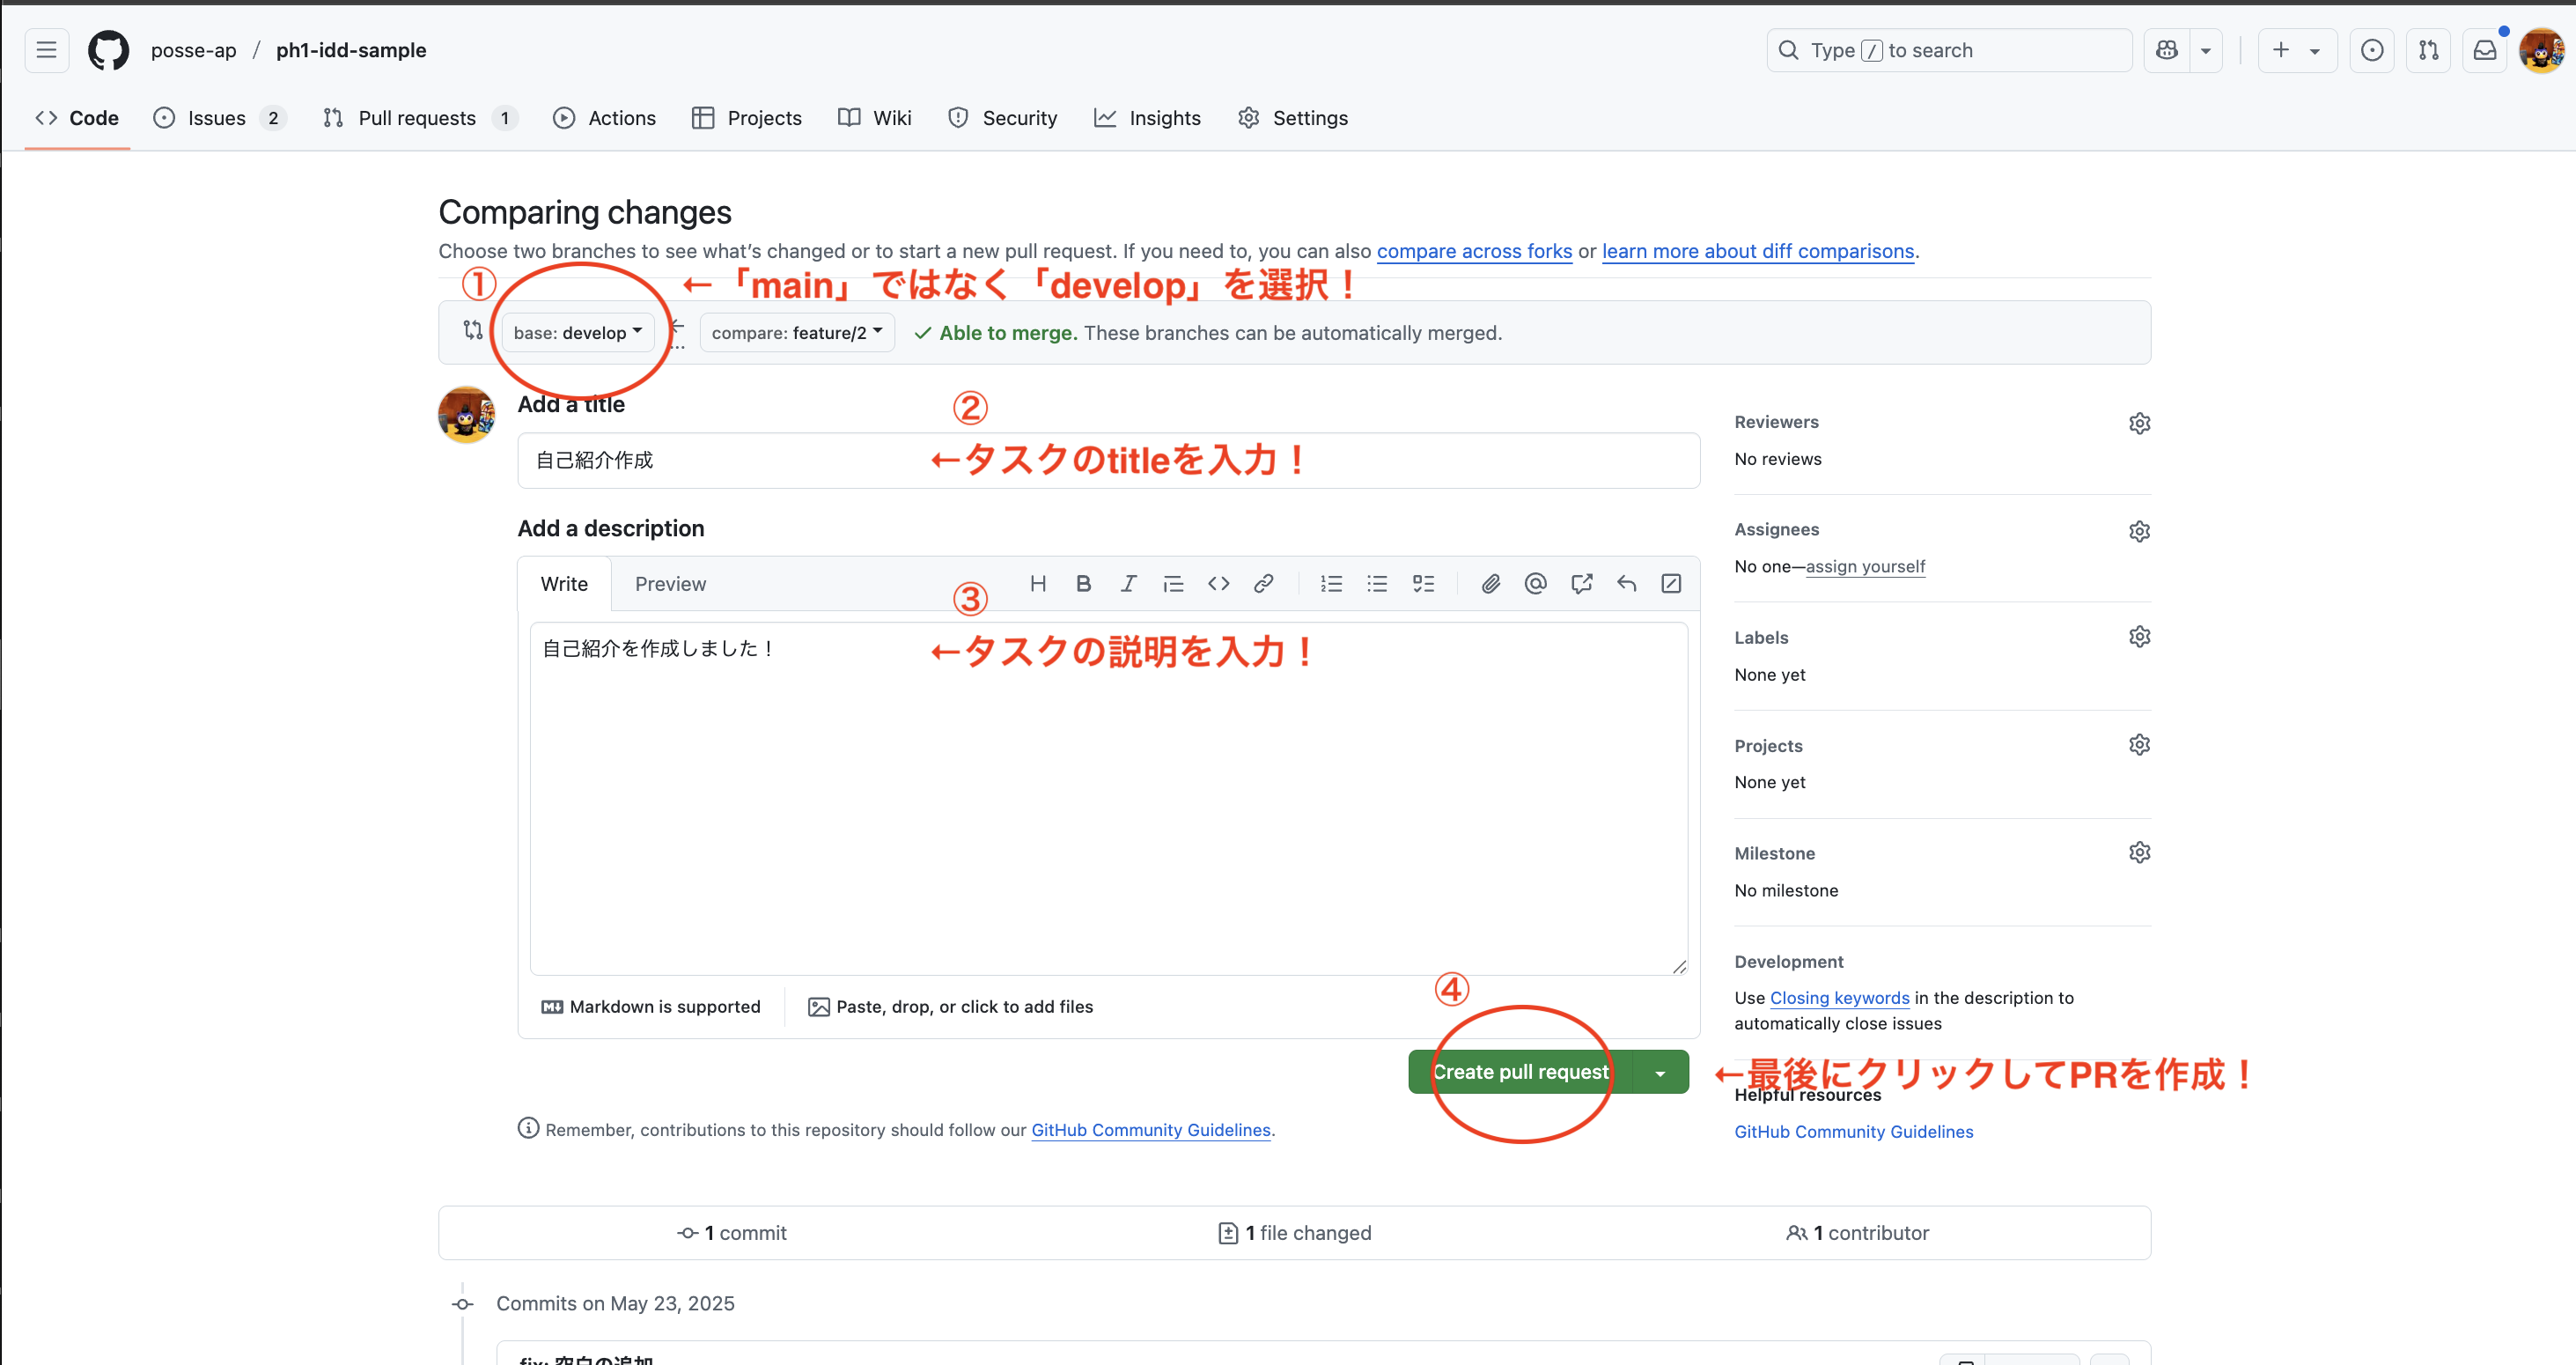 posse-ap / ph1-idd-sample
Type / to search
Code
Issues 2
Pull requests 1
Actions
Projects
Wiki
Security
Insights
Settings
Comparing changes
Choose two branches to see what's changed or to start a new pull request. If you need to, you can also compare across forks or learn more about diff comparisons.
① ←「main」ではなく「develop」を選択！
base: develop
compare: feature/2
Able to merge. These branches can be automatically merged.
Add a title
②
自己紹介作成
←タスクのtitleを入力！
Add a description
Write
Preview
③
自己紹介を作成しました！
←タスクの説明を入力！
Markdown is supported
Paste, drop, or click to add files
④
Create pull request
←最後にクリックしてPRを作成！
Remember, contributions to this repository should follow our GitHub Community Guidelines.
Reviewers
No reviews
Assignees
No one—assign yourself
Labels
None yet
Projects
None yet
Milestone
No milestone
Development
Use Closing keywords in the description to
automatically close issues
Helpful resources
GitHub Community Guidelines
1 commit
1 file changed
1 contributor
Commits on May 23, 2025
fix: 空白の追加